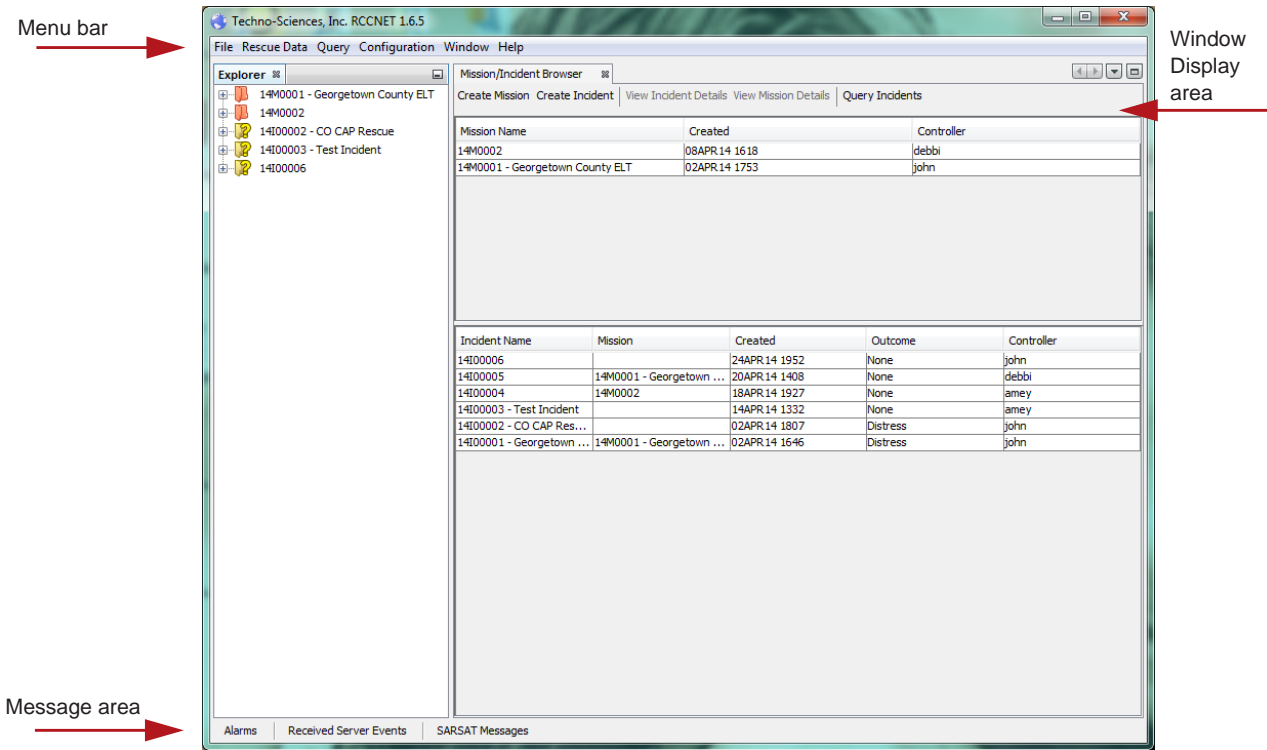 Menu bar
Techno-Sciences, Inc. RCCNET 1.6.5
File Rescue Data Query Configuration Window Help
Window
Display
area
Explorer
14M0001 - Georgetown County ELT
14M0002
14I00002 - CO CAP Rescue
14I00003 - Test Incident
14I00006
Mission/Incident Browser
Create Mission Create Incident View Incident Details View Mission Details Query Incidents
Mission Name Created Controller
14M0002 08APR14 1618 debbi
14M0001 - Georgetown County ELT 02APR14 1753 john
Incident Name Mission Created Outcome Controller
14I00006 24APR14 1952 None john
14I00005 14M0001 - Georgetown ... 20APR14 1408 None debbi
14I00004 14M0002 18APR14 1927 None amey
14I00003 - Test Incident 14APR14 1332 None amey
14I00002 - CO CAP Res... 02APR14 1807 Distress john
14I00001 - Georgetown ... 14M0001 - Georgetown ... 02APR14 1646 Distress john
Message area
Alarms Received Server Events SARSAT Messages